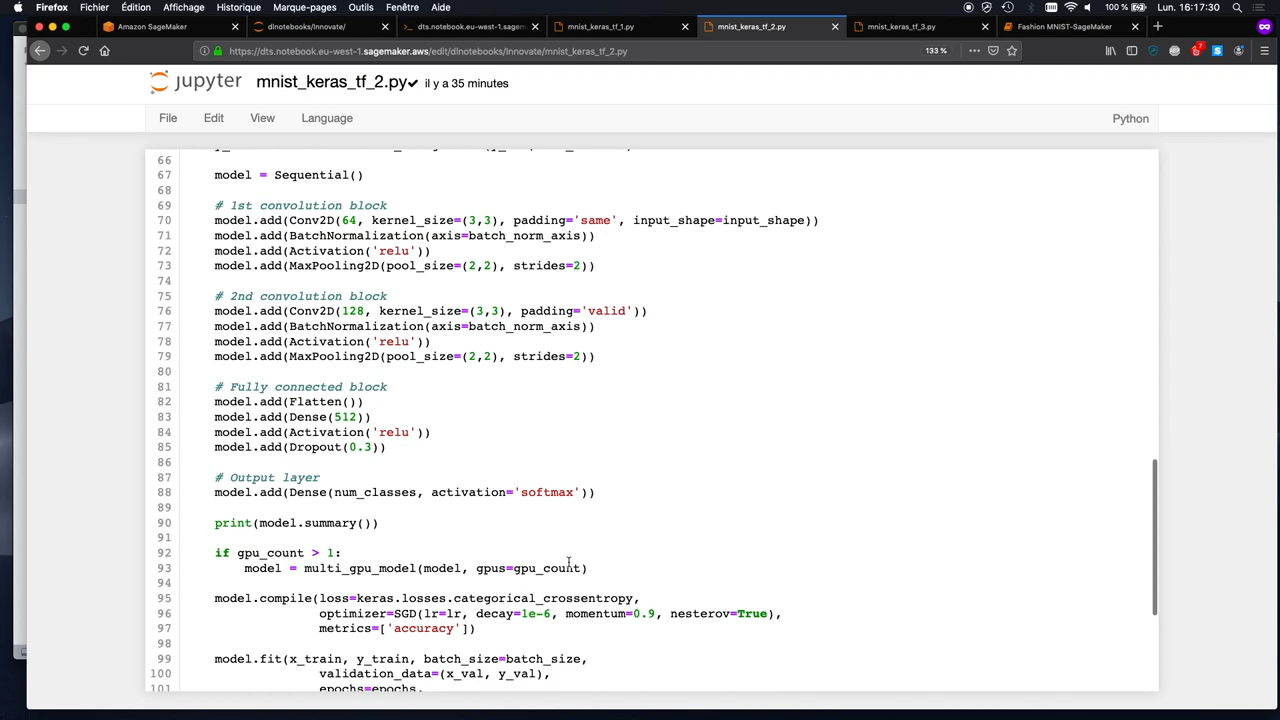 Firefox Fichier Édition Affichage Historique Marque-pages Outils Fenêtre Aide 100 % Lun. 16:17:30
Amazon SageMaker
dlnotebooks/Innovate/
dts.notebook.eu-west-1.sagem
mnist_keras_tf_1.py
mnist_keras_tf_2.py
mnist_keras_tf_3.py
Fashion MNIST-SageMaker
https://dts.notebook.eu-west-1.sagemaker.aws/edit/dlnotebooks/Innovate/mnist_keras_tf_2.py 133 %
jupyter mnist_keras_tf_2.py il y a 35 minutes
File Edit View Language Python
66
67 model = Sequential()
68
69 # 1st convolution block
70 model.add(Conv2D(64, kernel_size=(3,3), padding='same', input_shape=input_shape))
71 model.add(BatchNormalization(axis=batch_norm_axis))
72 model.add(Activation('relu'))
73 model.add(MaxPooling2D(pool_size=(2,2), strides=2))
74
75 # 2nd convolution block
76 model.add(Conv2D(128, kernel_size=(3,3), padding='valid'))
77 model.add(BatchNormalization(axis=batch_norm_axis))
78 model.add(Activation('relu'))
79 model.add(MaxPooling2D(pool_size=(2,2), strides=2))
80
81 # Fully connected block
82 model.add(Flatten())
83 model.add(Dense(512))
84 model.add(Activation('relu'))
85 model.add(Dropout(0.3))
86
87 # Output layer
88 model.add(Dense(num_classes, activation='softmax'))
89
90 print(model.summary())
91
92 if gpu_count > 1:
93 model = multi_gpu_model(model, gpus=gpu_count)
94
95 model.compile(loss=keras.losses.categorical_crossentropy,
96 optimizer=SGD(lr=lr, decay=1e-6, momentum=0.9, nesterov=True),
97 metrics=['accuracy'])
98
99 model.fit(x_train, y_train, batch_size=batch_size,
100 validation_data=(x_val, y_val),
101 epochs=epochs,